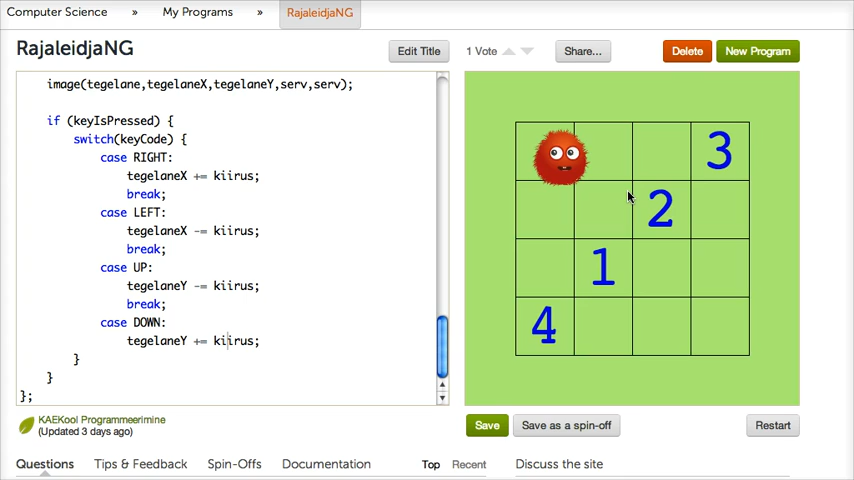 Computer Science » My Programs » RajaleidjaNG
RajaleidjaNG
Edit Title
1 Vote
Share...
Delete
New Program
image(tegelane,tegelaneX,tegelaneY,serv,serv);
if (keyIsPressed) {
switch(keyCode) {
case RIGHT:
tegelaneX += kiirus;
break;
case LEFT:
tegelaneX -= kiirus;
break;
case UP:
tegelaneY -= kiirus;
break;
case DOWN:
tegelaneY += kiirus;
}
}
};
3
2
1
4
KAEKool Programmeerimine
(Updated 3 days ago)
Save
Save as a spin-off
Restart
Questions
Tips & Feedback
Spin-Offs
Documentation
Top
Recent
Discuss the site